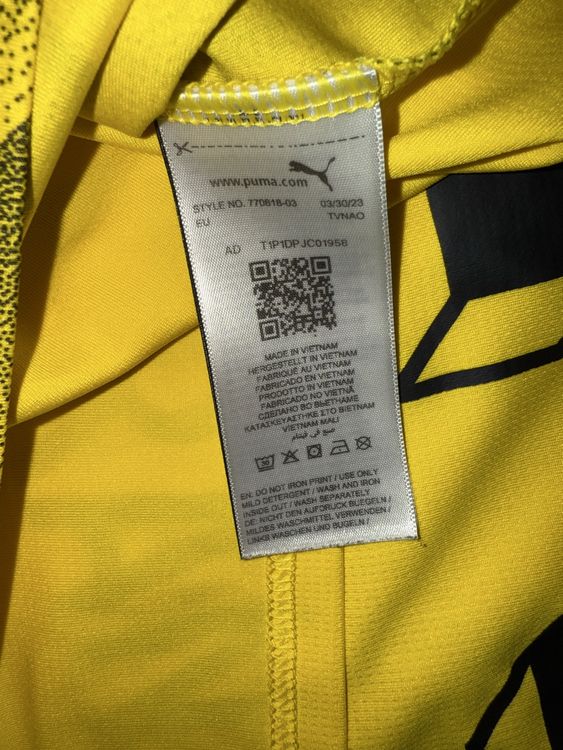 www.puma.com
STYLE NO. 770618-03 03/30/23
EU TVNAO
AD T1P1DPJC01958
MADE IN VIETNAM
HERGESTELLT IN VIETNAM
FABRIQUÉ AU VIETNAM
FABRICADO EN VIETNAM
PRODOTTO IN VIETNAM
FABRICADO NO VIETNÃ
СДЕЛАНО ВО ВЬЕТНАМЕ
ΚΑΤΑΣΚΕΥΑΣΤΗΚΕ ΣΤΟ ΒΙΕΤΝΑΜ
VIETNAM MALI
صنع في فيتنام
30
EN: DO NOT IRON PRINT / USE ONLY
MILD DETERGENT / WASH AND IRON
INSIDE OUT / WASH SEPARATELY
DE: NICHT DEN AUFDRUCK BUEGELN /
MILDES WASCHMITTEL VERWENDEN /
LINKS WASCHEN UND BUGELN /